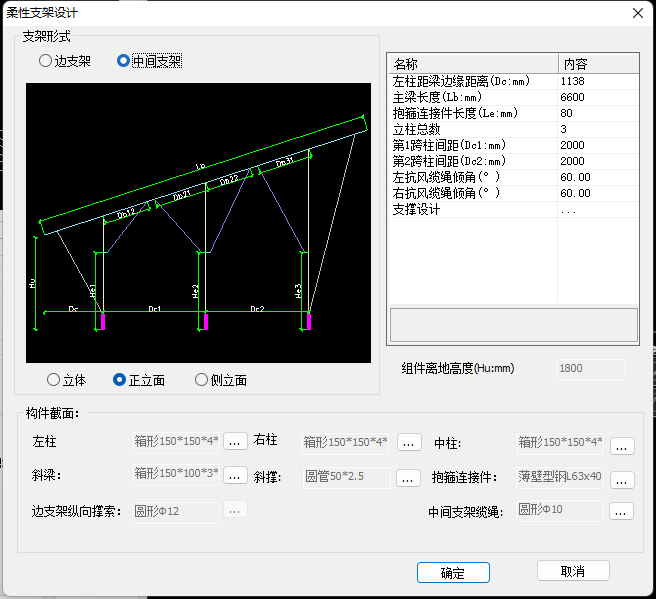 柔性支架设计
支架形式
边支架 中间支架
Lb
Db31
Db22
Db21
Db12
Hu
He1
He2
He3
Dc
Dc1
Dc2
立体 正立面 侧立面
名称 内容
左柱距梁边缘距离(Dc:mm) 1138
主梁长度(Lb:mm) 6600
抱箍连接件长度(Le:mm) 80
立柱总数 3
第1跨柱间距(Dc1:mm) 2000
第2跨柱间距(Dc2:mm) 2000
左抗风缆绳倾角(°) 60.00
右抗风缆绳倾角(°) 60.00
支撑设计 ...
组件离地高度(Hu:mm) 1800
构件截面:
左柱 箱形150*150*4* ... 右柱 箱形150*150*4* ... 中柱: 箱形150*150*4* ...
斜梁: 箱形150*100*3* ... 斜撑: 圆管50*2.5 ... 抱箍连接件: 薄壁型钢L63x40 ...
边支架纵向撑索: 圆形Φ12 ... 中间支架缆绳: 圆形Φ10 ...
确定 取消